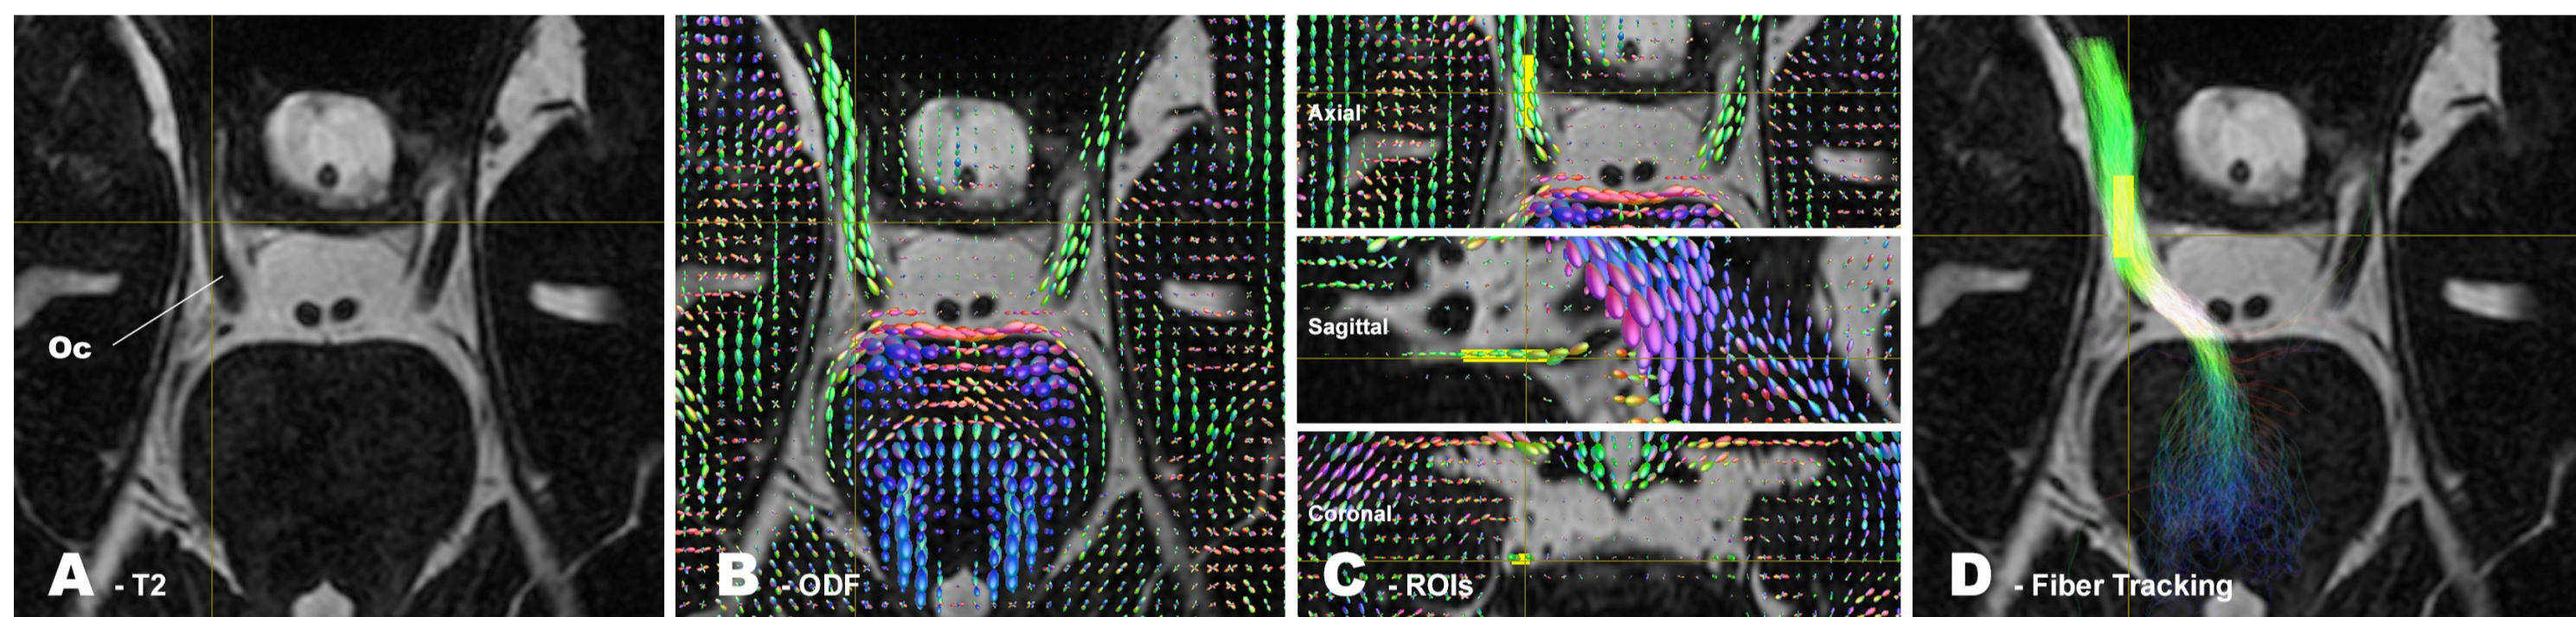 Oc
A - T2
B - ODF
Axial
Sagittal
Coronal
C - ROIs
D - Fiber Tracking